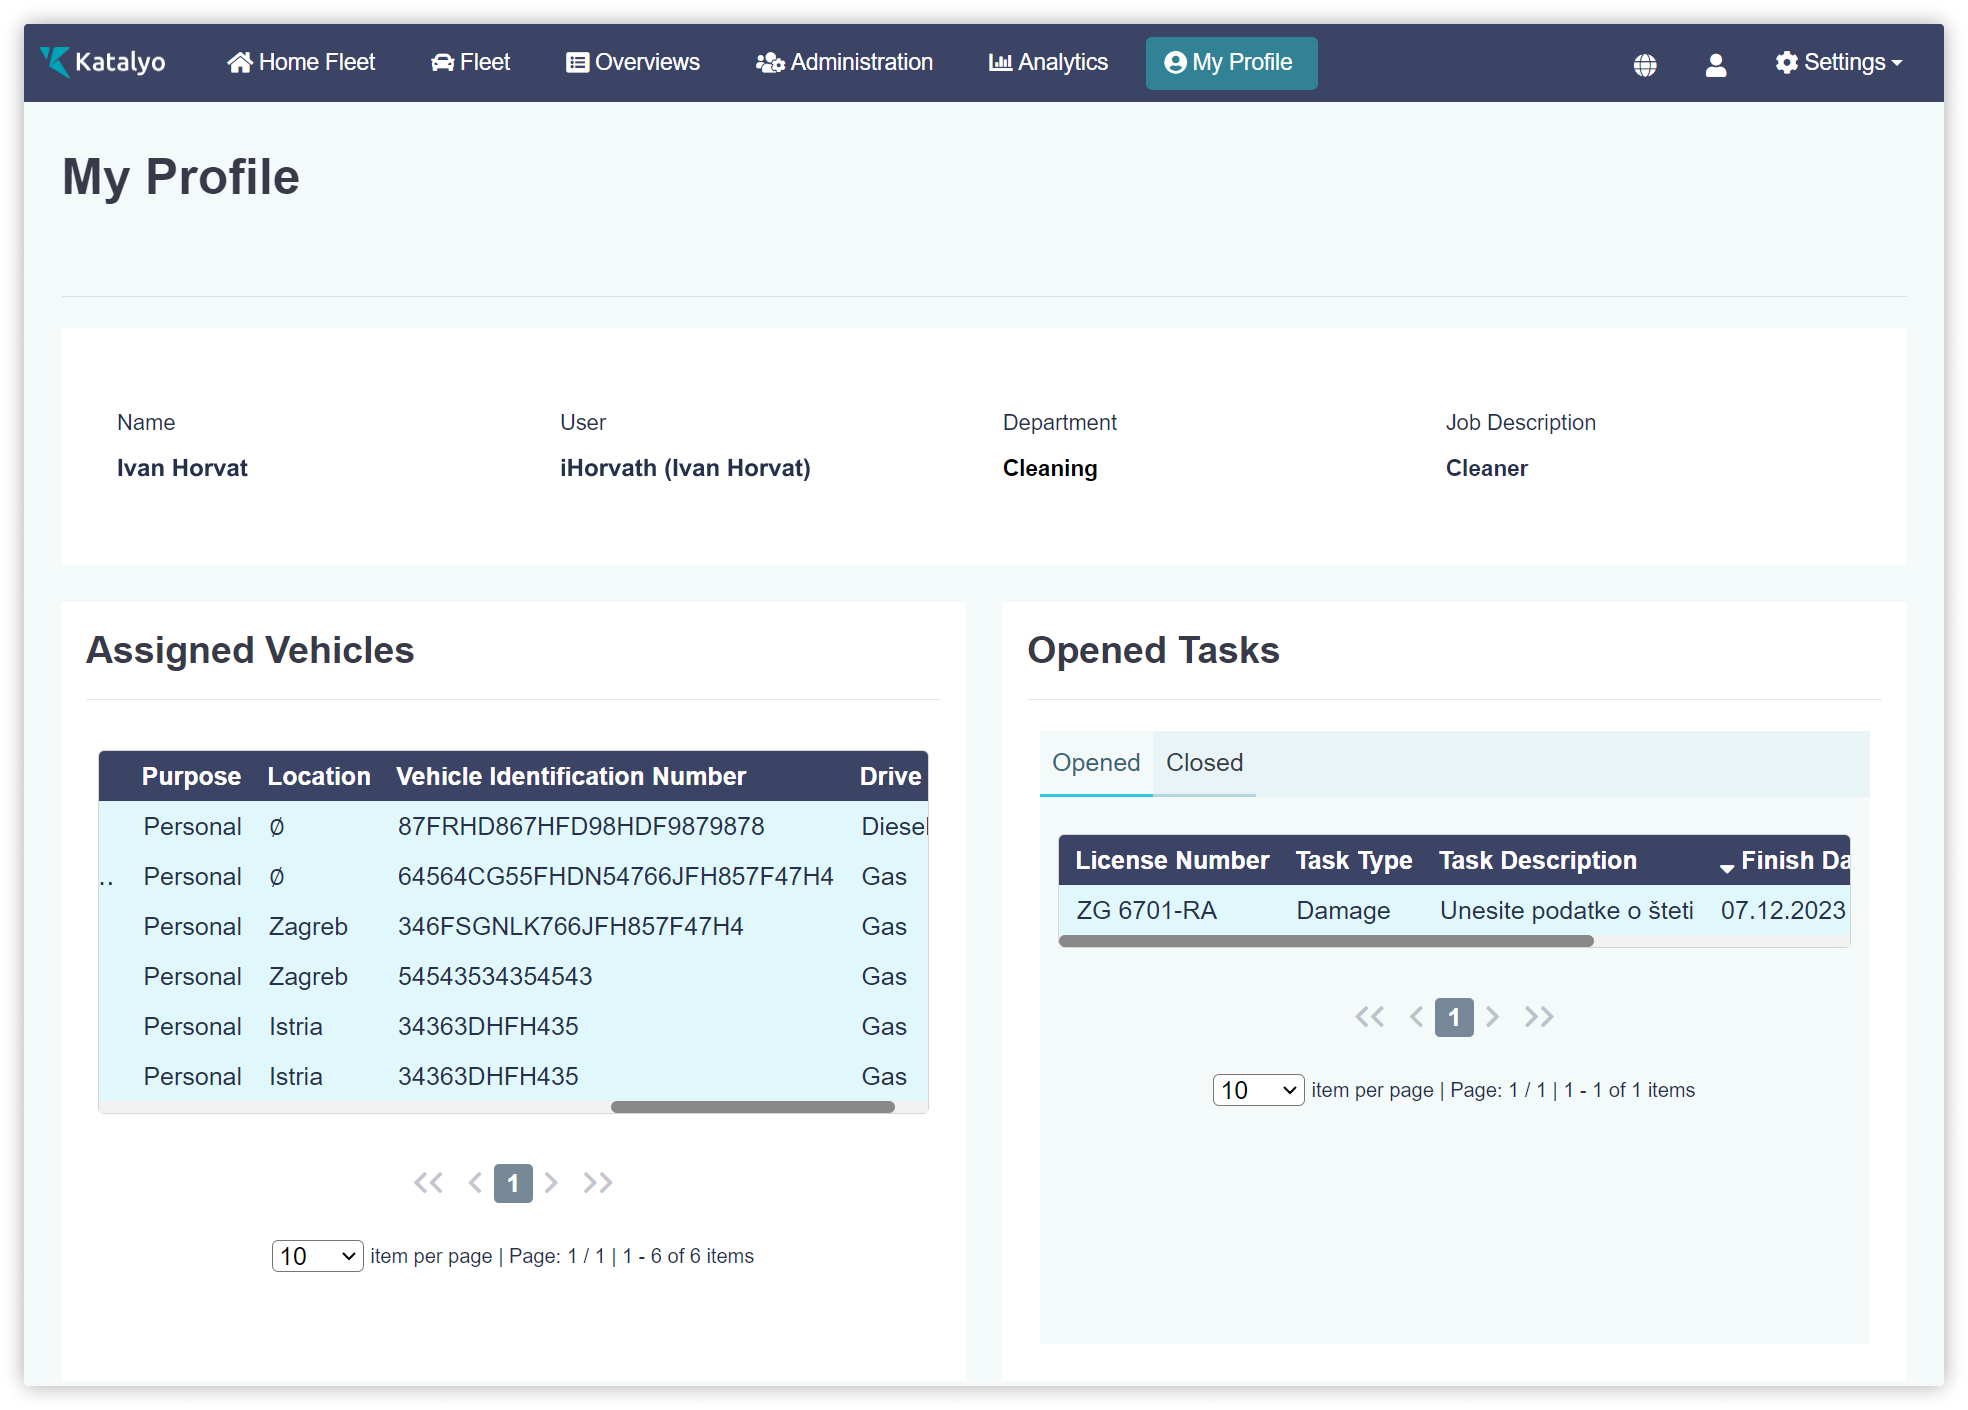 Katalyo Home Fleet Fleet Overviews Administration Analytics My Profile Settings
My Profile
Name User Department Job Description
Ivan Horvat iHorvath (Ivan Horvat) Cleaning Cleaner
Assigned Vehicles
Purpose Location Vehicle Identification Number Drive
Personal Ø 87FRHD867HFD98HDF9879878 Diesel
.. Personal Ø 64564CG55FHDN54766JFH857F47H4 Gas
Personal Zagreb 346FSGNLK766JFH857F47H4 Gas
Personal Zagreb 54543534354543 Gas
Personal Istria 34363DHFH435 Gas
Personal Istria 34363DHFH435 Gas
<< < 1 > >>
10 item per page | Page: 1 / 1 | 1 - 6 of 6 items
Opened Tasks
Opened Closed
License Number Task Type Task Description Finish Da
ZG 6701-RA Damage Unesite podatke o šteti 07.12.2023
<< < 1 > >>
10 item per page | Page: 1 / 1 | 1 - 1 of 1 items